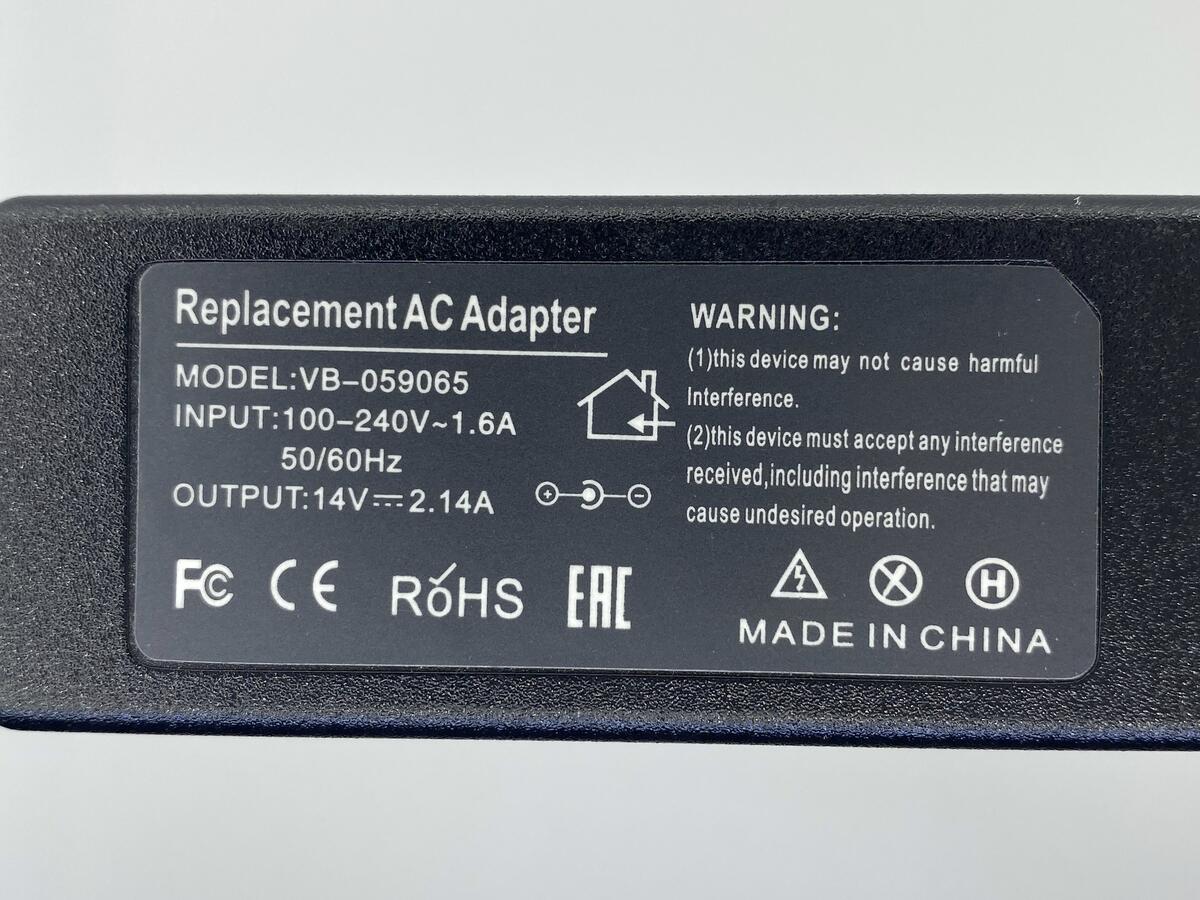 Replacement AC Adapter
MODEL:VB-059065
INPUT:100-240V~1.6A
50/60Hz
OUTPUT:14V⎓2.14A
FC CE RoHS EAC
WARNING:
(1)this device may not cause harmful
Interference.
(2)this device must accept any interference
received,including interference that may
cause undesired operation.
H
MADE IN CHINA